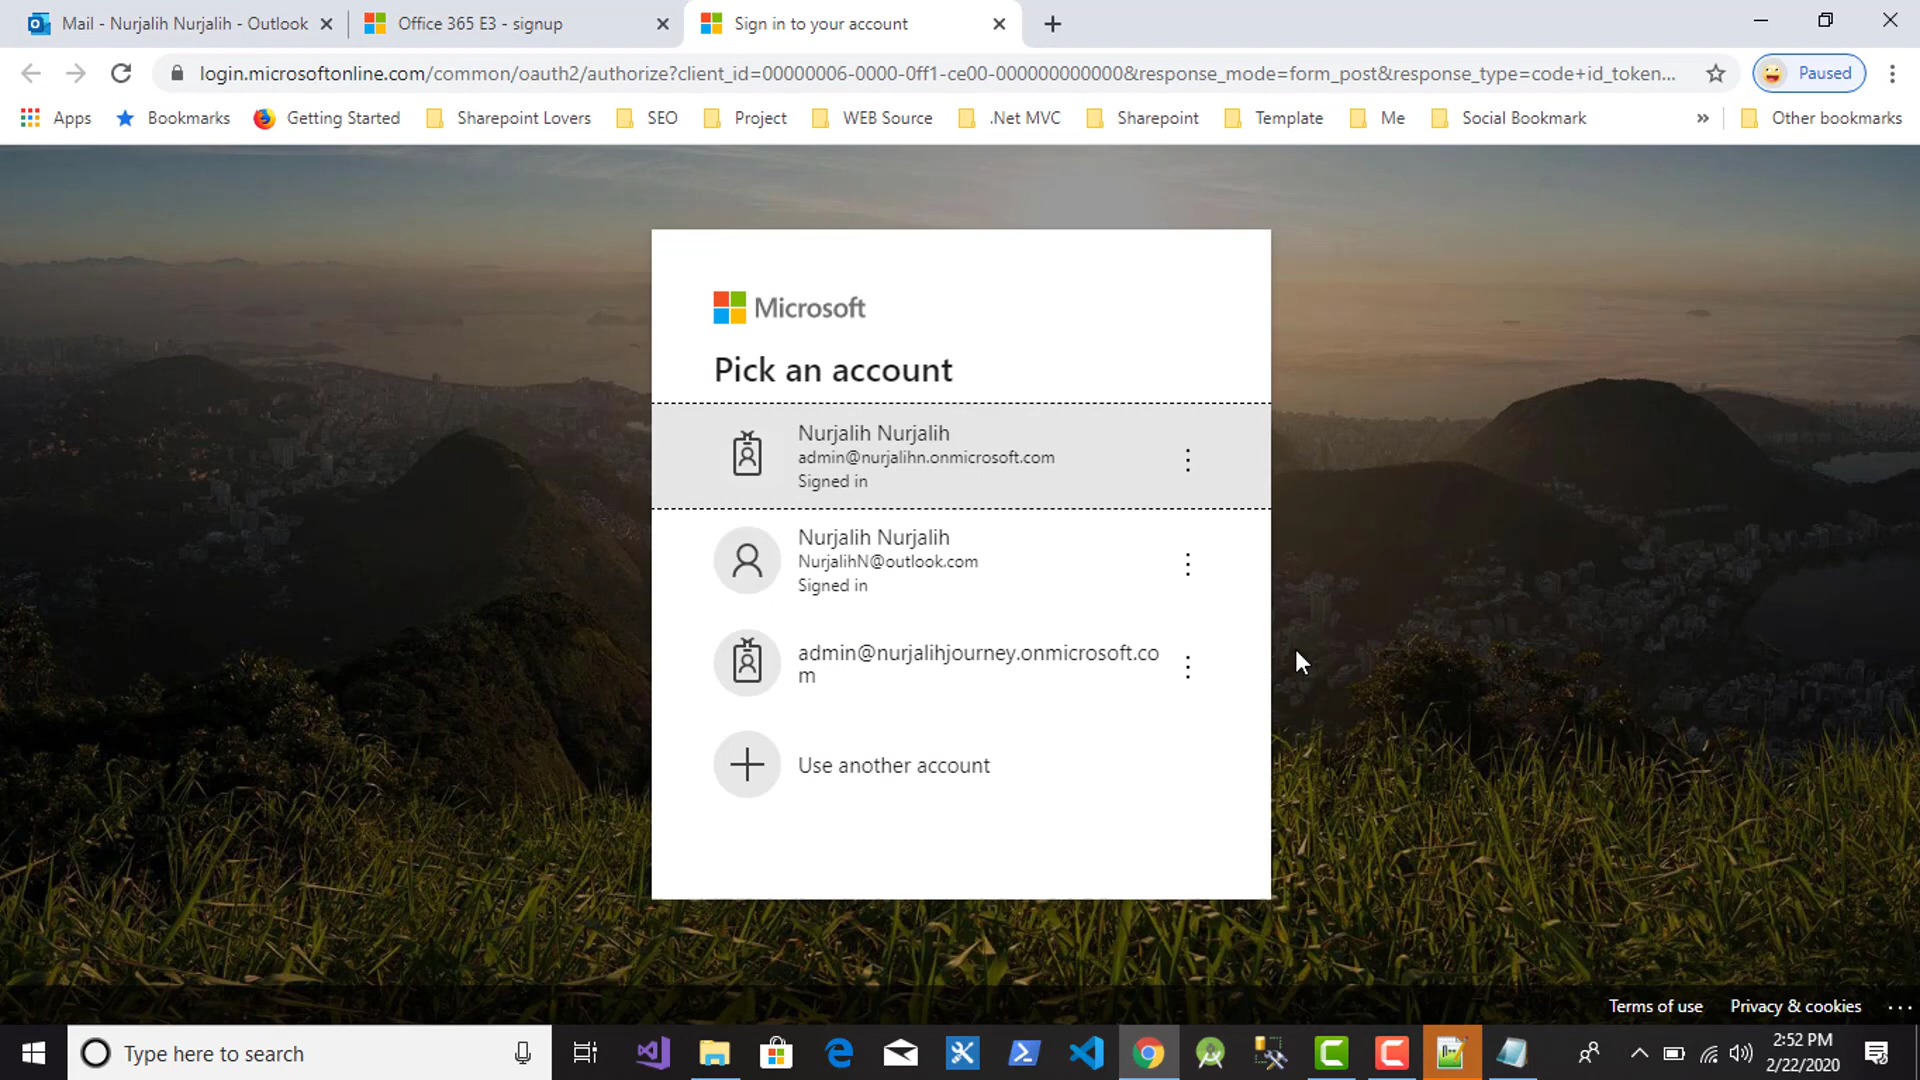 Mail - Nurjalih Nurjalih - Outlook
Office 365 E3 - signup
Sign in to your account
login.microsoftonline.com/common/oauth2/authorize?client_id=00000006-0000-0ff1-ce00-000000000000&response_mode=form_post&response_type=code+id_token...
Paused
Apps
Bookmarks
Getting Started
Sharepoint Lovers
SEO
Project
WEB Source
.Net MVC
Sharepoint
Template
Me
Social Bookmark
»
Other bookmarks
Microsoft
Pick an account
Nurjalih Nurjalih
admin@nurjalihn.onmicrosoft.com
Signed in
Nurjalih Nurjalih
NurjalihN@outlook.com
Signed in
admin@nurjalihjourney.onmicrosoft.co
m
Use another account
Terms of use
Privacy & cookies
...
Type here to search
2:52 PM
2/22/2020